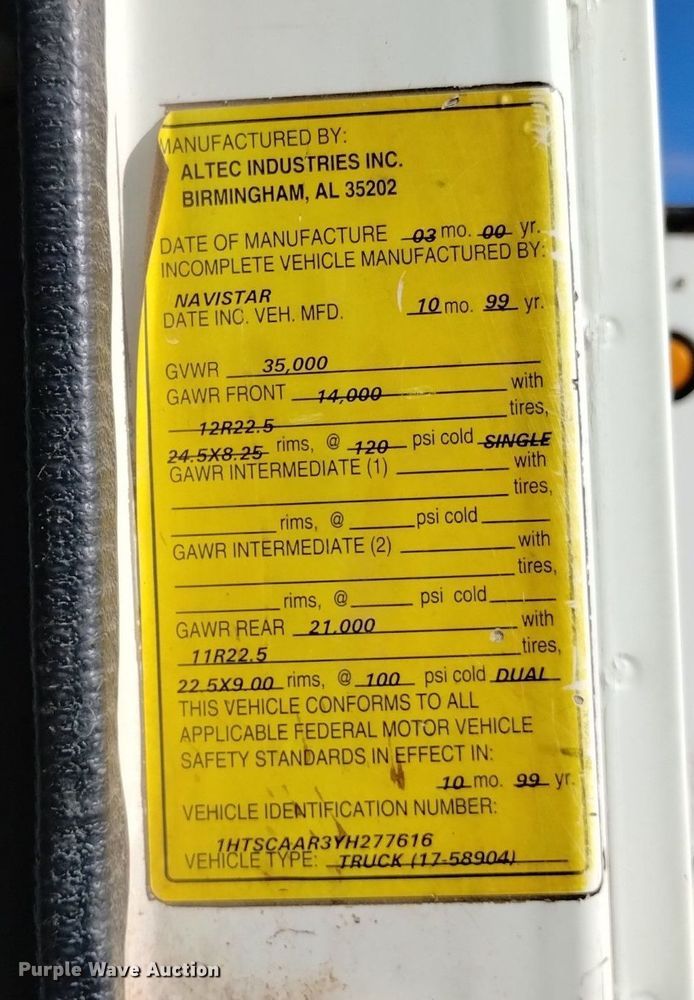 MANUFACTURED BY:
ALTEC INDUSTRIES INC.
BIRMINGHAM, AL 35202
DATE OF MANUFACTURE 03 mo. 00 yr.
INCOMPLETE VEHICLE MANUFACTURED BY:
NAVISTAR
DATE INC. VEH. MFD. 10 mo. 99 yr.
GVWR 35,000
GAWR FRONT 14,000 with
12R22.5 tires,
24.5X8.25 rims, @ 120 psi cold SINGLE
GAWR INTERMEDIATE (1) with
tires,
rims, @ psi cold
GAWR INTERMEDIATE (2) with
tires,
rims, @ psi cold
GAWR REAR 21,000 with
11R22.5 tires,
22.5X9.00 rims, @ 100 psi cold DUAL
THIS VEHICLE CONFORMS TO ALL
APPLICABLE FEDERAL MOTOR VEHICLE
SAFETY STANDARDS IN EFFECT IN:
10 mo. 99 yr.
VEHICLE IDENTIFICATION NUMBER:
1HTSCAAR3YH277616
VEHICLE TYPE: TRUCK (17-58904)
Purple Wave Auction